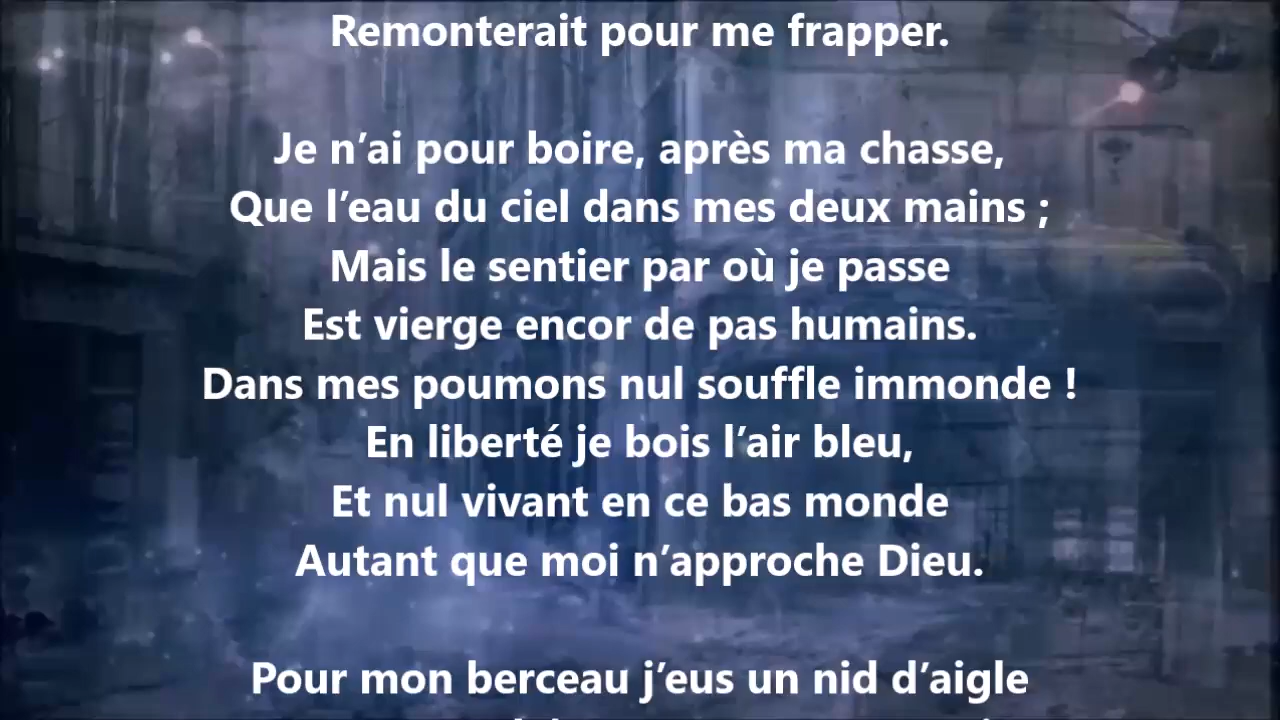 Remonterait pour me frapper.
Je n’ai pour boire, après ma chasse,
Que l’eau du ciel dans mes deux mains ;
Mais le sentier par où je passe
Est vierge encor de pas humains.
Dans mes poumons nul souffle immonde !
En liberté je bois l’air bleu,
Et nul vivant en ce bas monde
Autant que moi n’approche Dieu.
Pour mon berceau j’eus un nid d’aigle